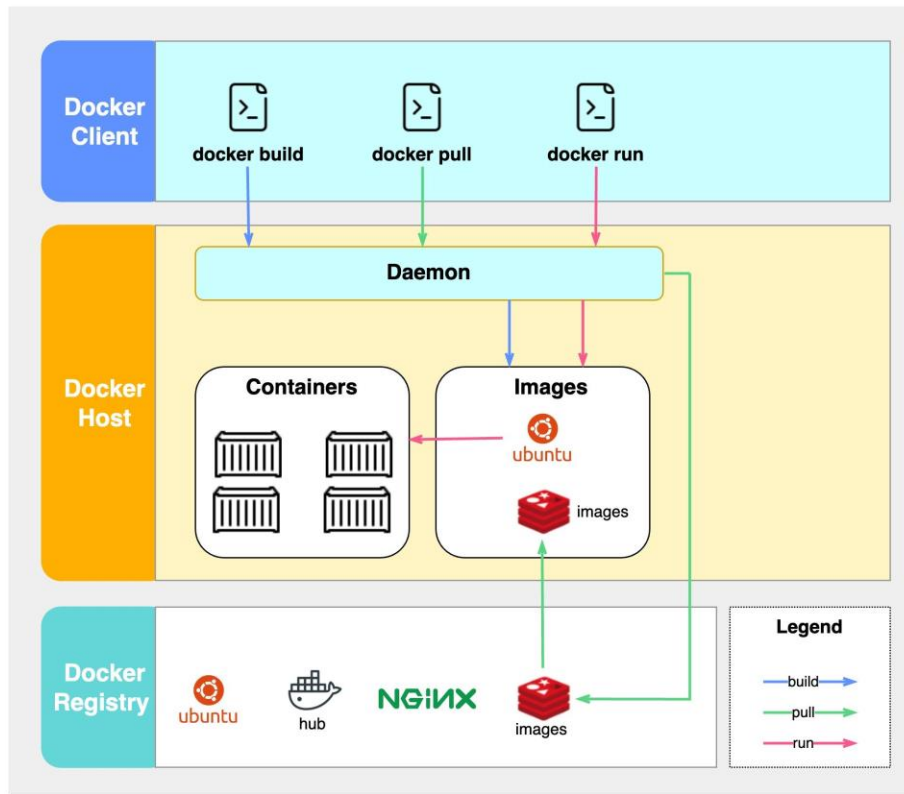 Docker
Client
docker build
docker pull
docker run
Docker
Host
Daemon
Containers
Images
ubuntu
images
Docker
Registry
ubuntu
hub
NGiNX
images
Legend
build
pull
run